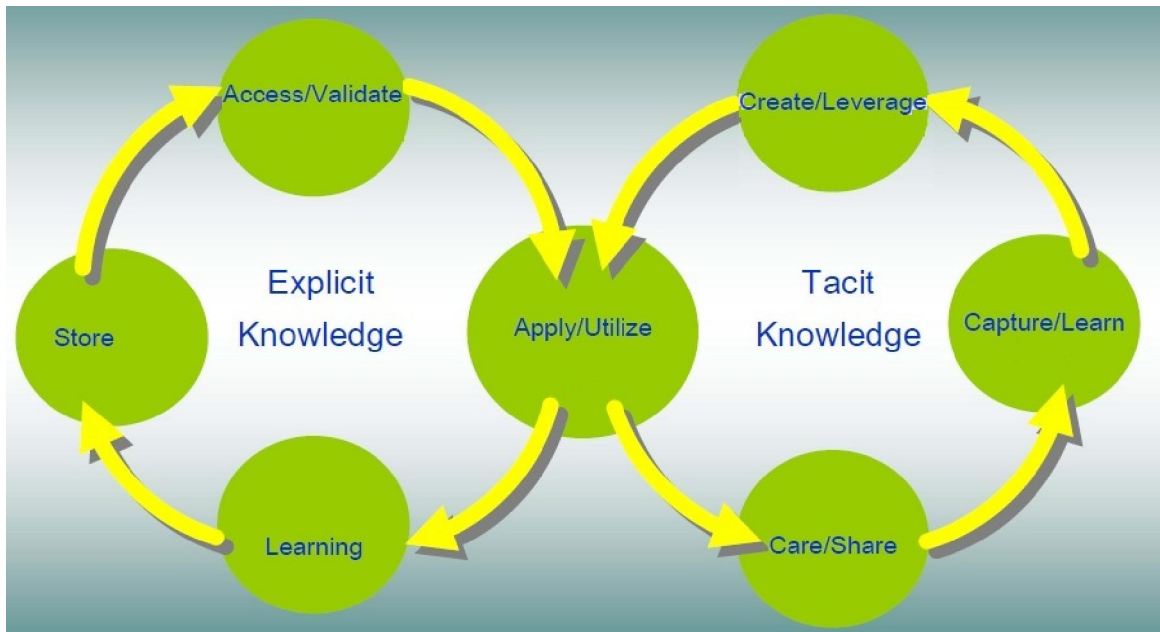 Access/Validate
Create/Leverage
Explicit
Knowledge
Tacit
Knowledge
Store
Apply/Utilize
Capture/Learn
Learning
Care/Share